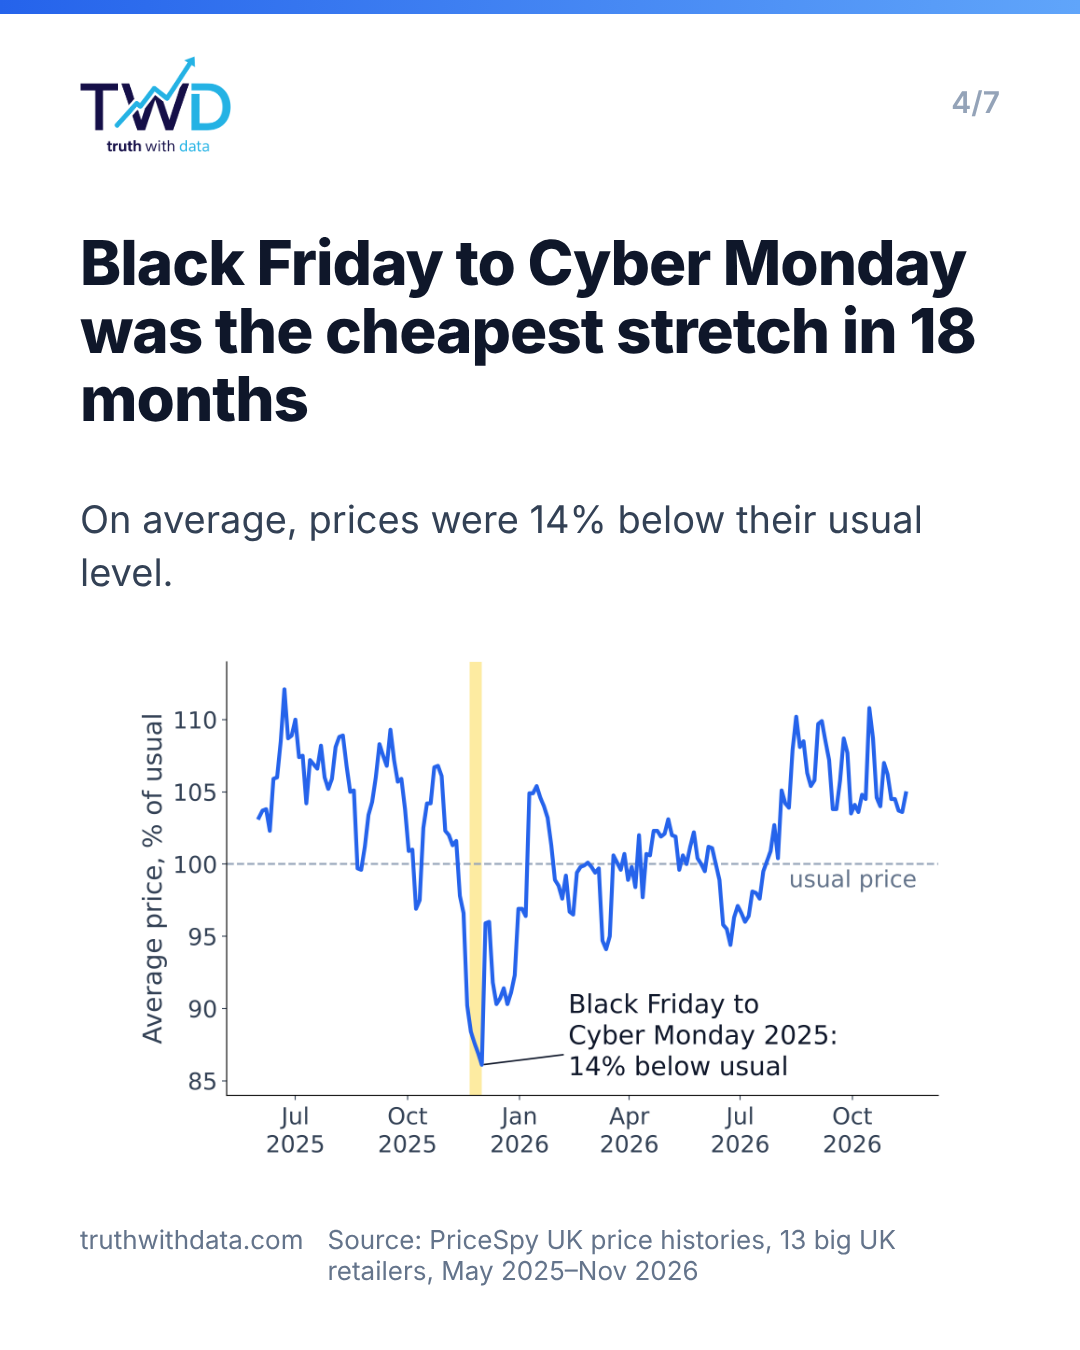 TWD
truth with data
4/7
Black Friday to Cyber Monday
was the cheapest stretch in 18
months
On average, prices were 14% below their usual
level.
Average price, % of usual
110
105
100
95
90
85
usual price
Black Friday to
Cyber Monday 2025:
14% below usual
Jul
2025
Oct
2025
Jan
2026
Apr
2026
Jul
2026
Oct
2026
truthwithdata.com
Source: PriceSpy UK price histories, 13 big UK
retailers, May 2025–Nov 2026